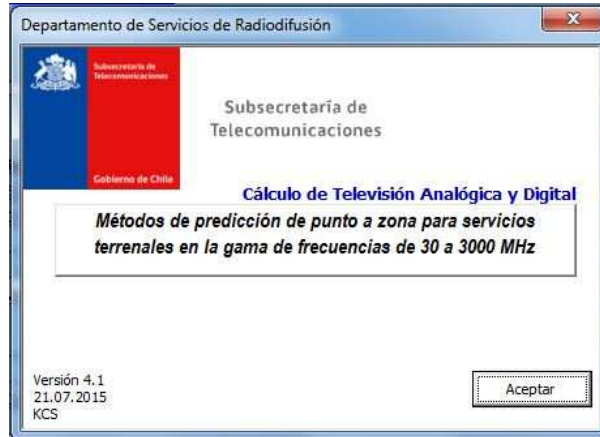 Departamento de Servicios de Radiodifusión
Subsecretaría de
Telecomunicaciones
Subsecretaría de
Telecomunicaciones
Gobierno de Chile
Cálculo de Televisión Analógica y Digital
Métodos de predicción de punto a zona para servicios
terrenales en la gama de frecuencias de 30 a 3000 MHz
Versión 4.1
21.07.2015
KCS
Aceptar